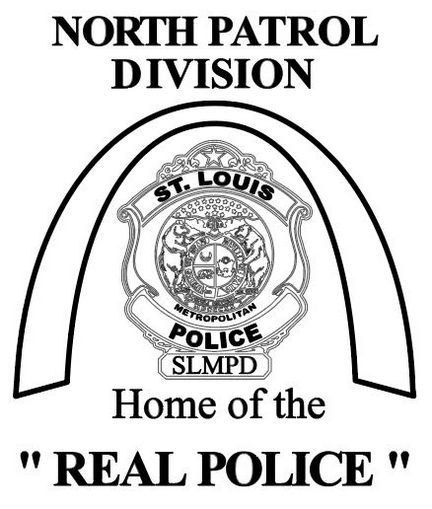 NORTH PATROL
DIVISION
ST. LOUIS
METROPOLITAN
POLICE
SLMPD
Home of the
" REAL POLICE "